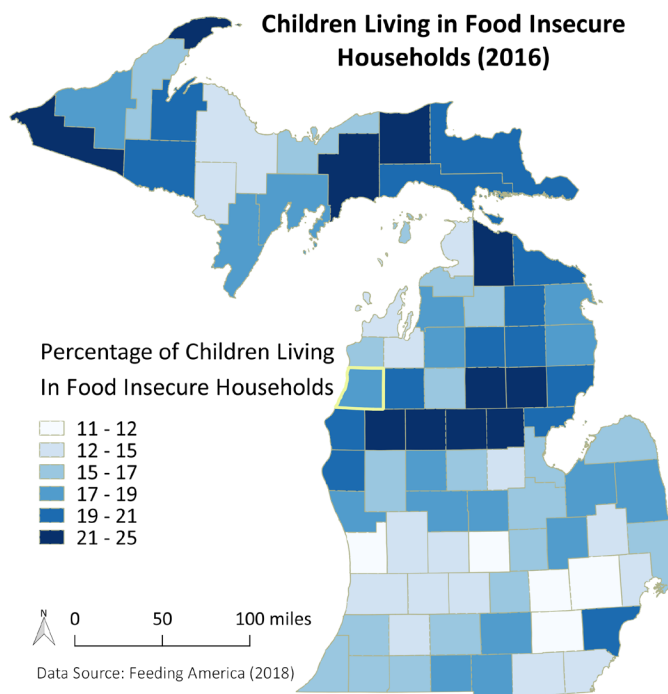 Children Living in Food Insecure
Households (2016)
Percentage of Children Living
In Food Insecure Households
11 - 12
12 - 15
15 - 17
17 - 19
19 - 21
21 - 25
N
0 50 100 miles
Data Source: Feeding America (2018)